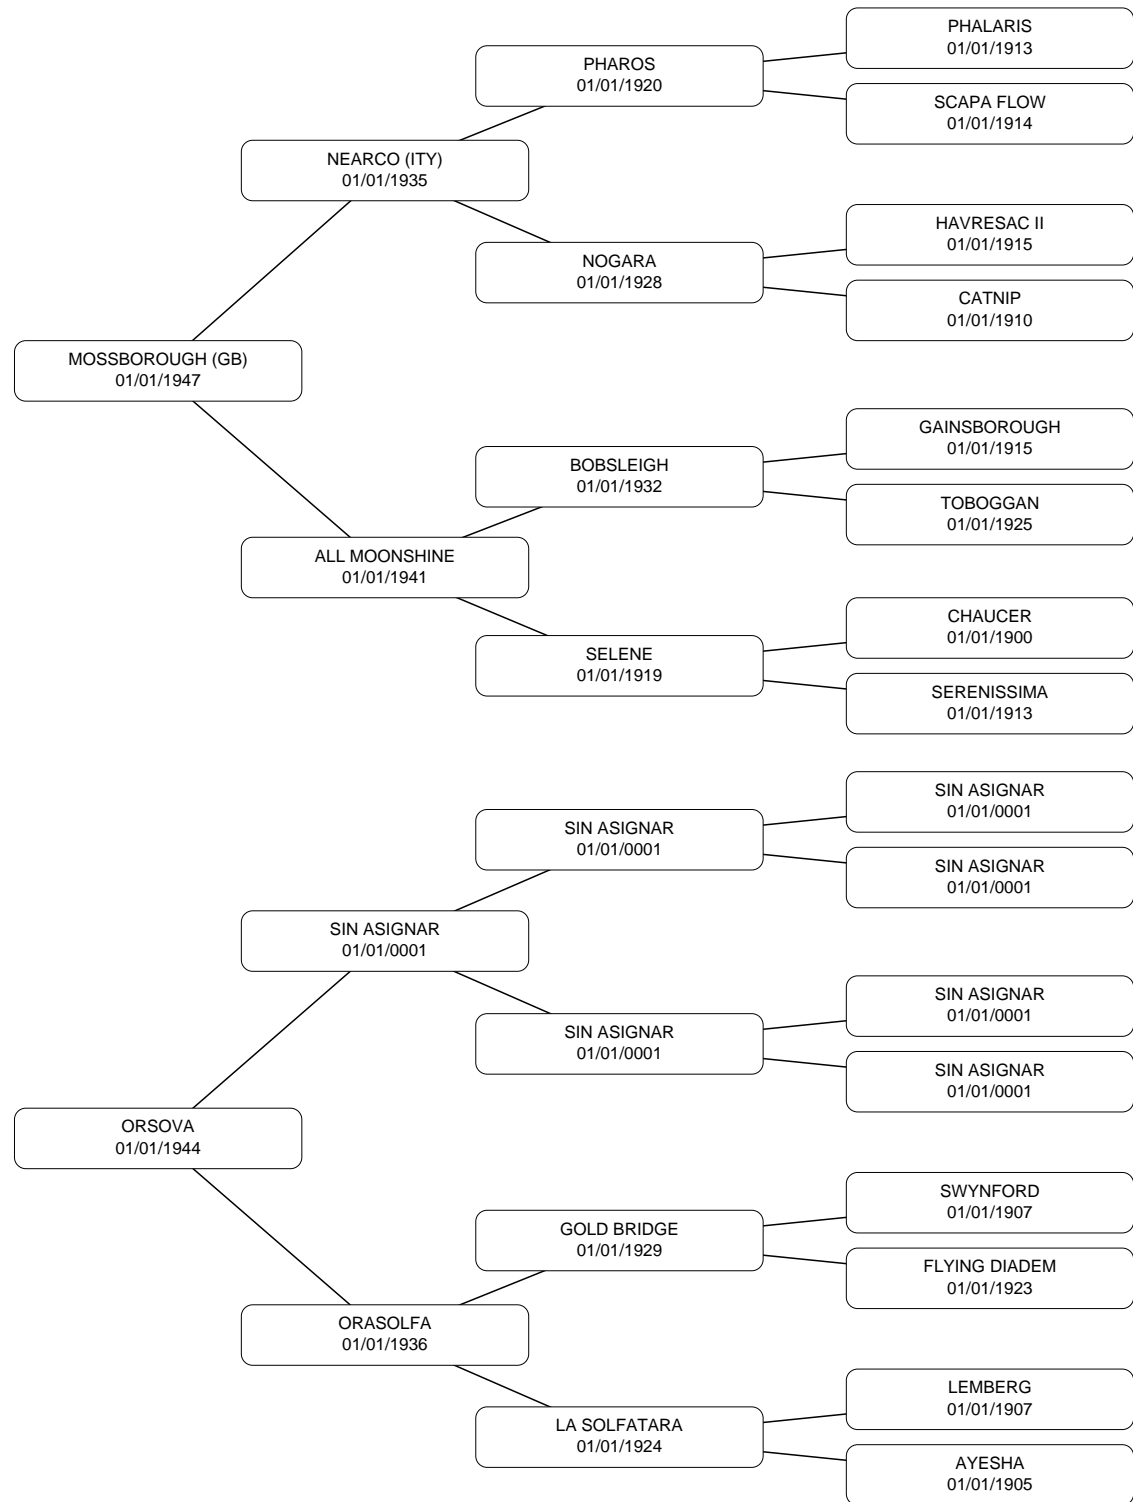 PHALARIS
01/01/1913
PHAROS
01/01/1920
SCAPA FLOW
01/01/1914
NEARCO (ITY)
01/01/1935
HAVRESAC II
01/01/1915
NOGARA
01/01/1928
CATNIP
01/01/1910
MOSSBOROUGH (GB)
01/01/1947
GAINSBOROUGH
01/01/1915
BOBSLEIGH
01/01/1932
TOBOGGAN
01/01/1925
ALL MOONSHINE
01/01/1941
CHAUCER
01/01/1900
SELENE
01/01/1919
SERENISSIMA
01/01/1913
SIN ASIGNAR
01/01/0001
SIN ASIGNAR
01/01/0001
SIN ASIGNAR
01/01/0001
SIN ASIGNAR
01/01/0001
SIN ASIGNAR
01/01/0001
SIN ASIGNAR
01/01/0001
SIN ASIGNAR
01/01/0001
ORSOVA
01/01/1944
SWYNFORD
01/01/1907
GOLD BRIDGE
01/01/1929
FLYING DIADEM
01/01/1923
ORASOLFA
01/01/1936
LEMBERG
01/01/1907
LA SOLFATARA
01/01/1924
AYESHA
01/01/1905